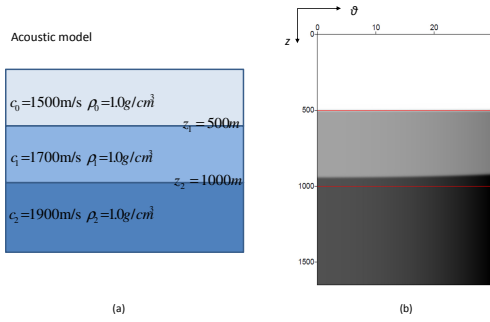 Acoustic model
c₀=1500m/s ρ₀=1.0g/cm³
z₁ = 500m
c₁=1700m/s ρ₁=1.0g/cm³
z₂ = 1000m
c₂=1900m/s ρ₂=1.0g/cm³
(a)
ϑ
z
0 10 20
0
500
1000
1500
(b)